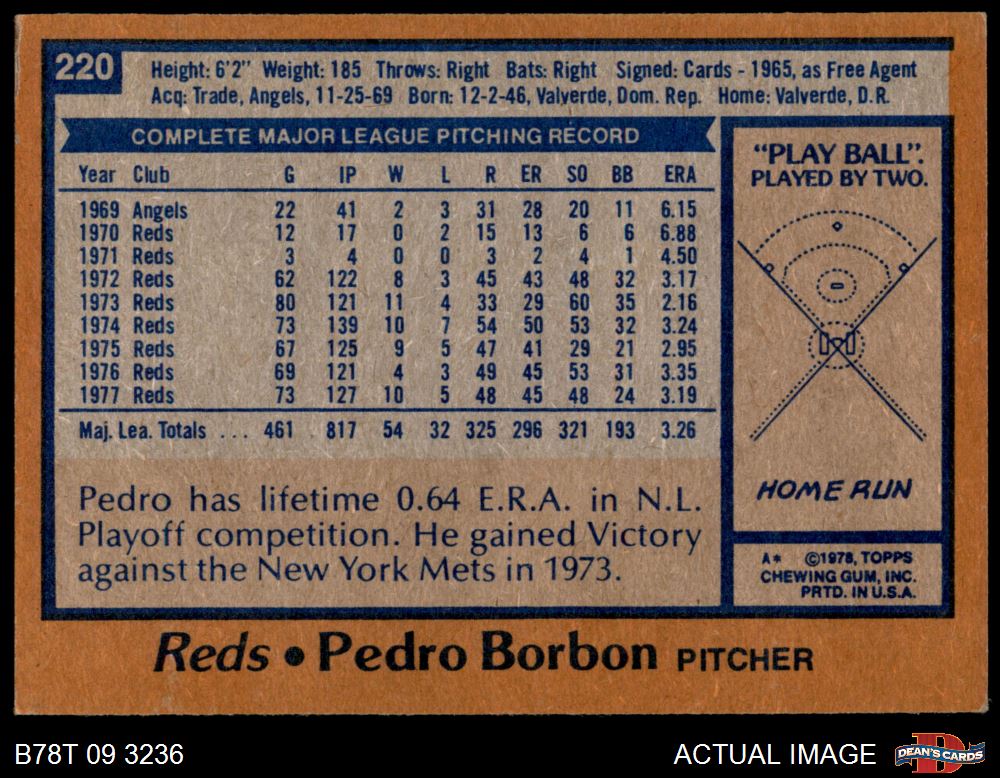 220
Height: 6'2" Weight: 185 Throws: Right Bats: Right Signed: Cards - 1965, as Free Agent
Acq: Trade, Angels, 11-25-69 Born: 12-2-46, Valverde, Dom. Rep. Home: Valverde, D.R.
COMPLETE MAJOR LEAGUE PITCHING RECORD
Year Club G IP W L R ER SO BB ERA
1969 Angels 22 41 2 3 31 28 20 11 6.15
1970 Reds 12 17 0 2 15 13 6 6 6.88
1971 Reds 3 4 0 0 3 2 4 1 4.50
1972 Reds 62 122 8 3 45 43 48 32 3.17
1973 Reds 80 121 11 4 33 29 60 35 2.16
1974 Reds 73 139 10 7 54 50 53 32 3.24
1975 Reds 67 125 9 5 47 41 29 21 2.95
1976 Reds 69 121 4 3 49 45 53 31 3.35
1977 Reds 73 127 10 5 48 45 48 24 3.19
Maj. Lea. Totals ... 461 817 54 32 325 296 321 193 3.26
Pedro has lifetime 0.64 E.R.A. in N.L.
Playoff competition. He gained Victory
against the New York Mets in 1973.
"PLAY BALL".
PLAYED BY TWO.
HOME RUN
A* ©1978, TOPPS
CHEWING GUM, INC.
PRTD. IN U.S.A.
Reds • Pedro Borbon PITCHER
B78T 09 3236
ACTUAL IMAGE
D
DEAN'S CARDS